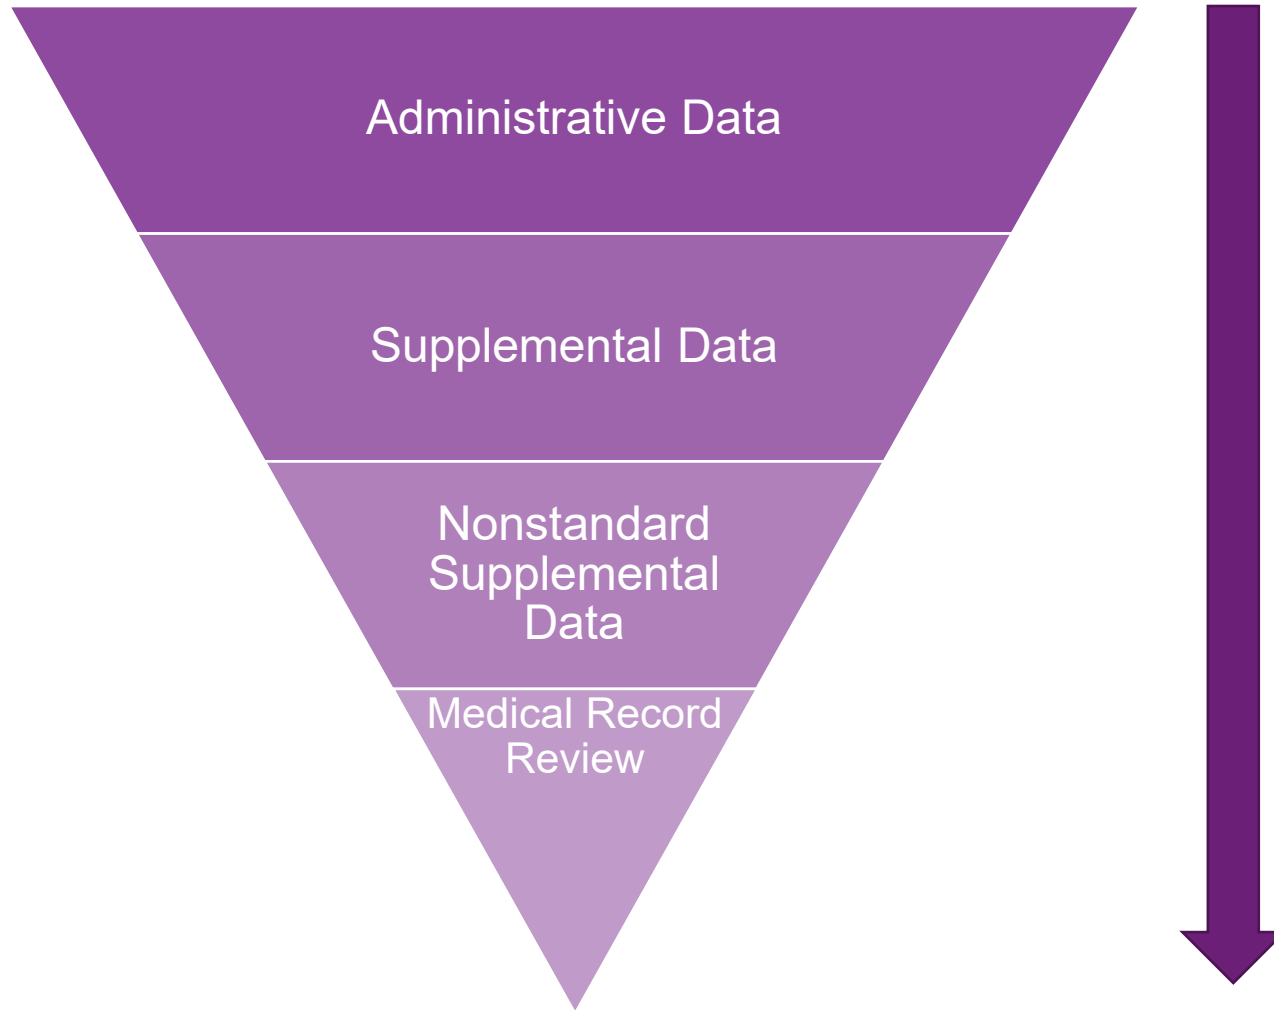 Administrative Data
Supplemental Data
Nonstandard
Supplemental
Data
Medical Record
Review